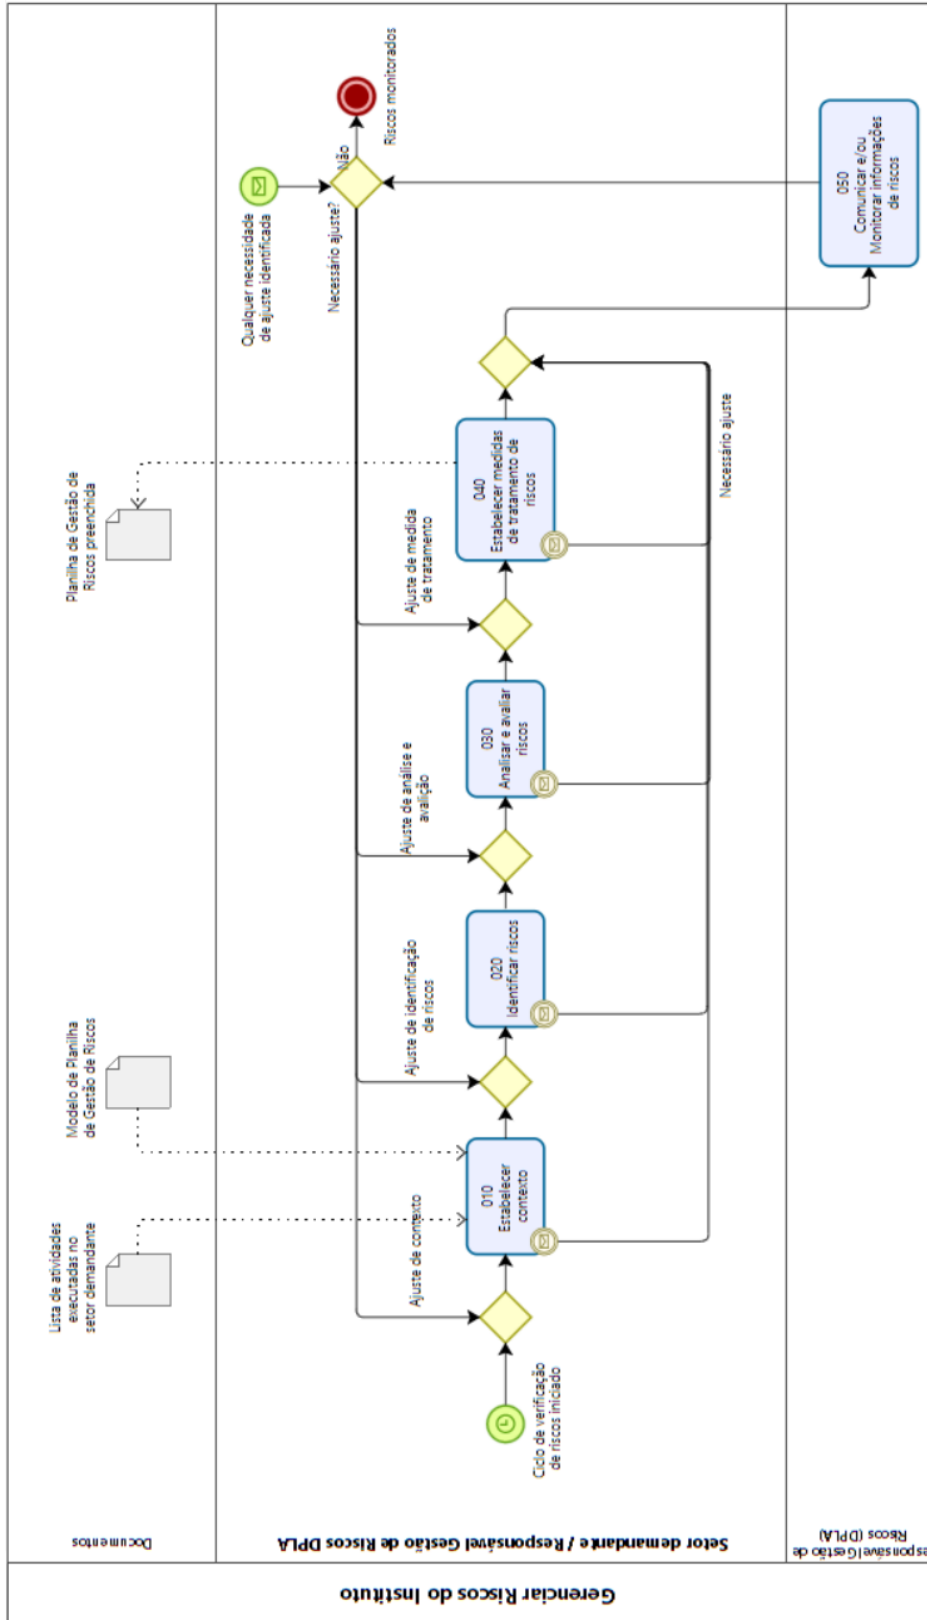 Gerenciar Riscos do Instituto
Documentos
Lista de atividades
executadas no
setor demandante
Modelo de Planilha
de Gestão de Riscos
Planilha de Gestão de
Riscos preenchida
Setor demandante / Responsável Gestão de Riscos DPLA
Ciclo de verificação
de riscos iniciado
Ajuste de contexto
010
Estabelecer
contexto
Ajuste de identificação
de riscos
020
Identificar riscos
Ajuste de análise e
avalição
030
Analisar e avaliar
riscos
Ajuste de medida
de tratamento
040
Estabelecer medidas
de tratamento de
riscos
Necessário ajuste
Qualquer necessidade
de ajuste identificada
Necessário ajuste?
Não
Riscos monitorados
esponsável Gestão de
Riscos (DPLA)
050
Comunicar e/ou
Monitorar informações
de riscos